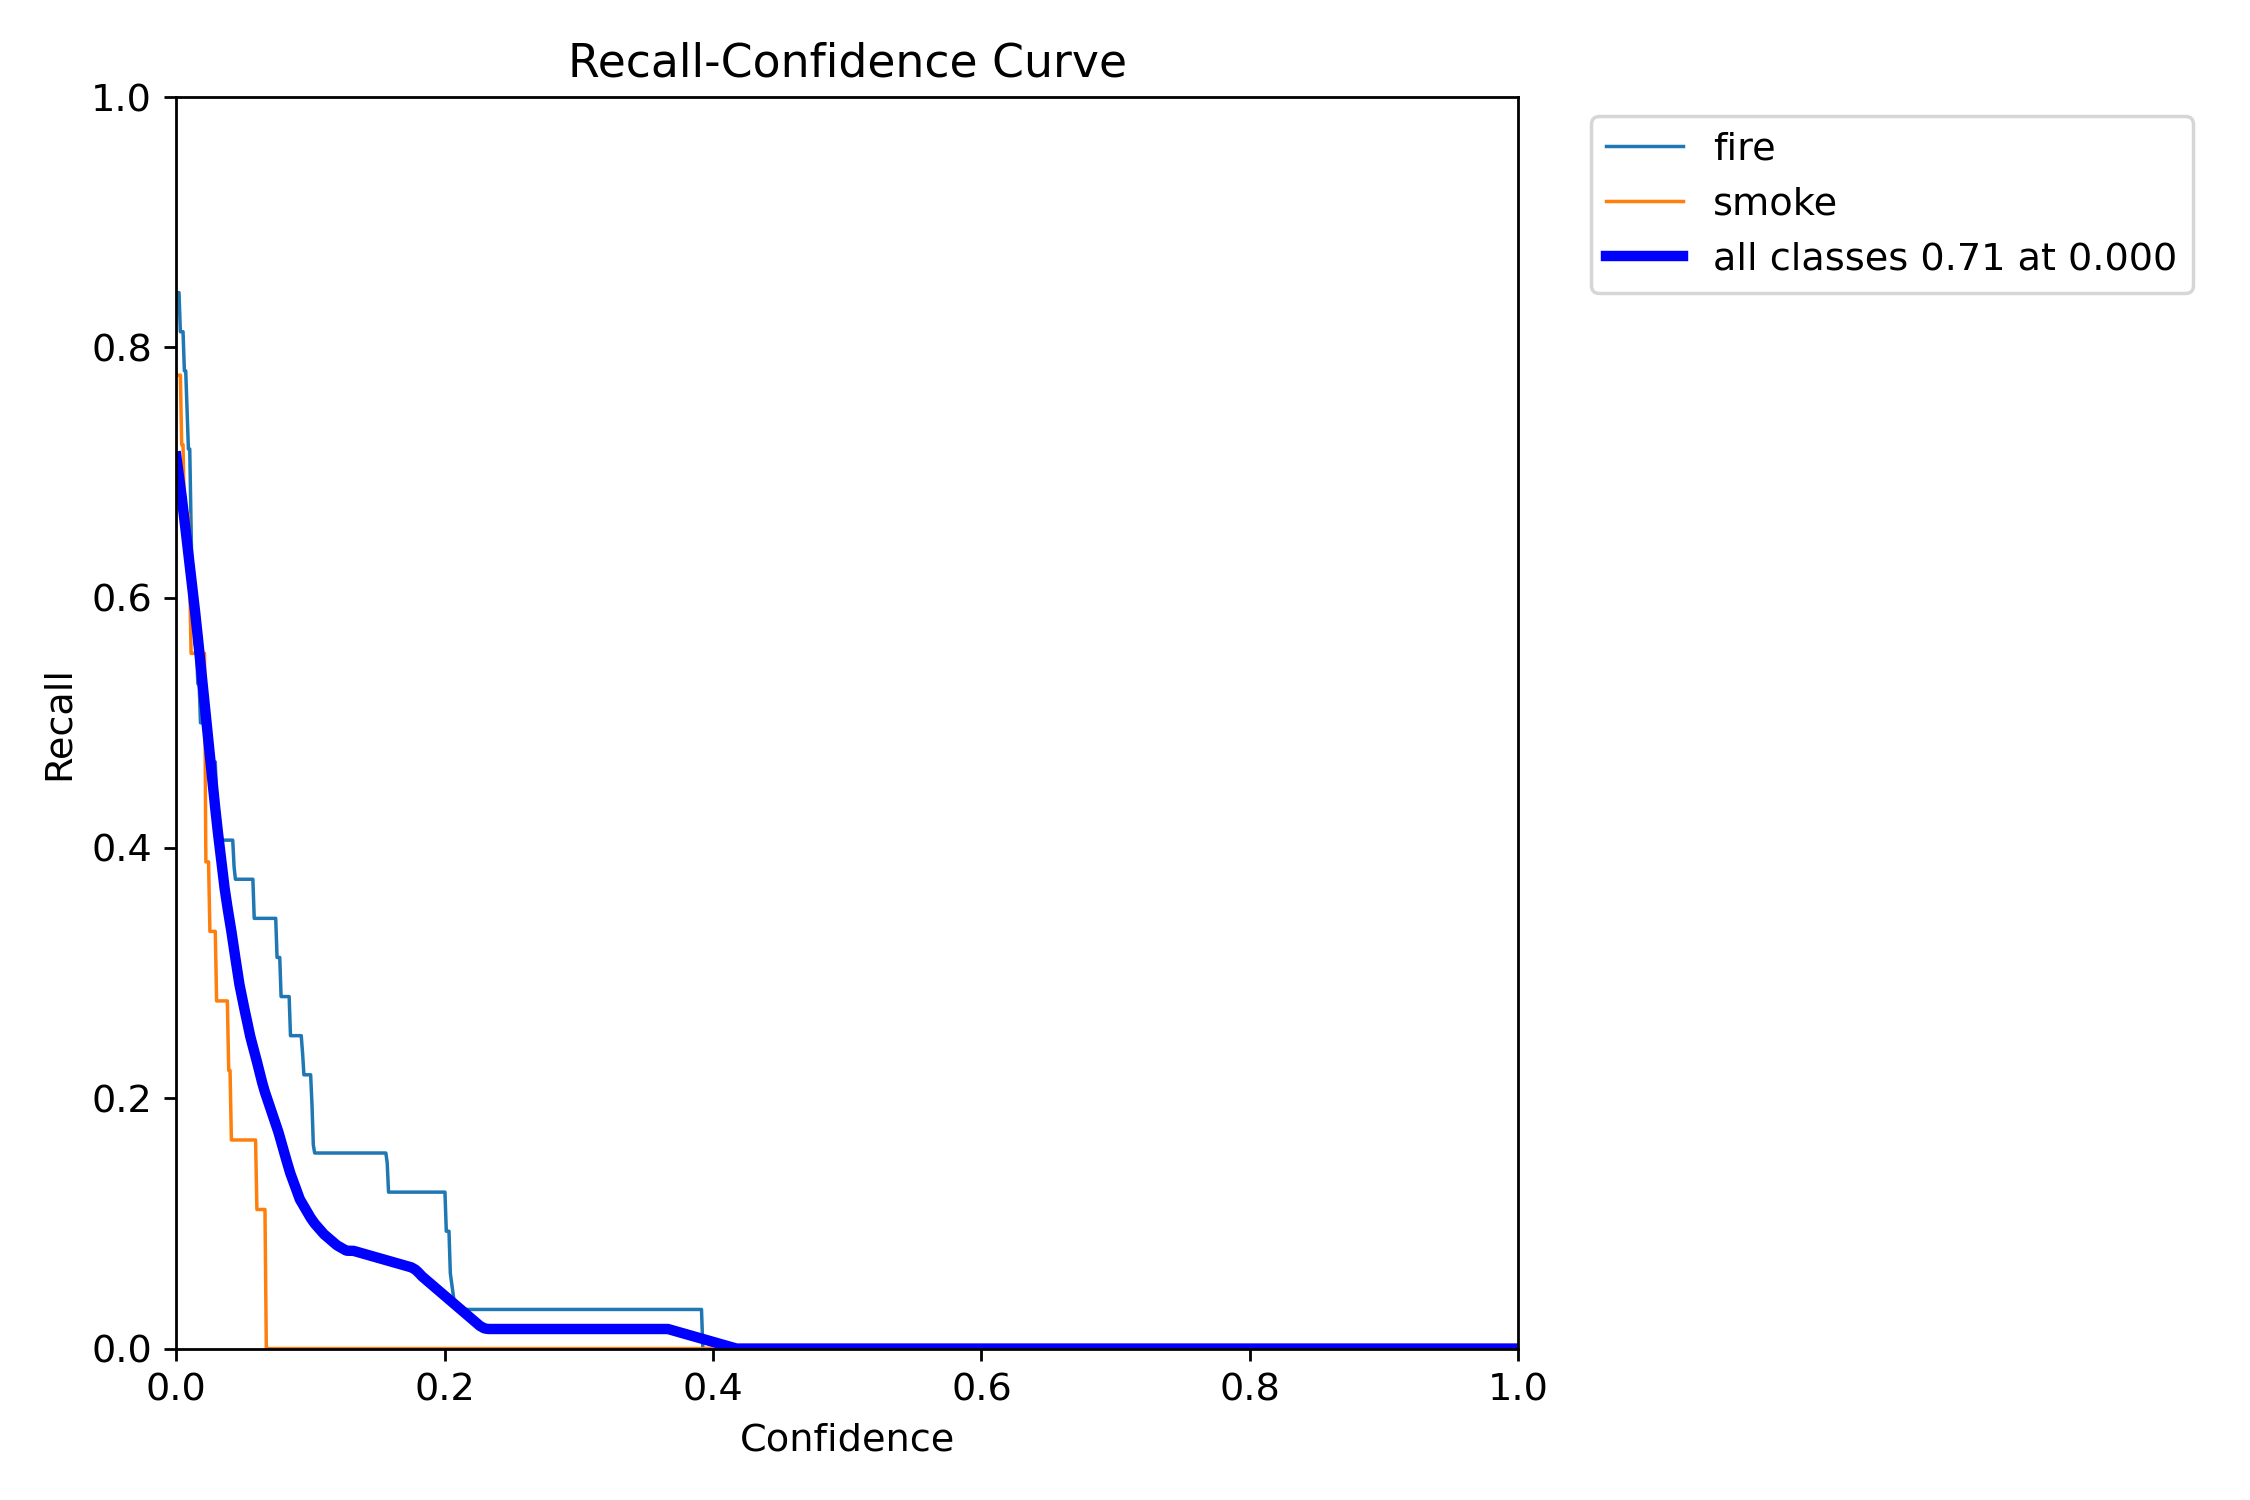 Recall-Confidence Curve
1.0
0.8
0.6
0.4
0.2
0.0
Recall
0.0 0.2 0.4 0.6 0.8 1.0
Confidence
fire
smoke
all classes 0.71 at 0.000